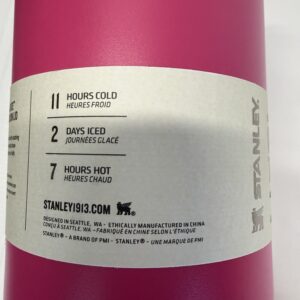 11 HOURS COLD
HEURES FROID
2 DAYS ICED
JOURNÉES GLACÉ
7 HOURS HOT
HEURES CHAUD
STANLEY1913.COM
DESIGNED IN SEATTLE, WA - ETHICALLY MANUFACTURED IN CHINA
CONÇU À SEATTLE, WA - FABRIQUÉ EN CHINE SELON L'ÉTHIQUE
STANLEY® - A BRAND OF PMI - STANLEY® - UNE MARQUE DE PMI
STANLEY